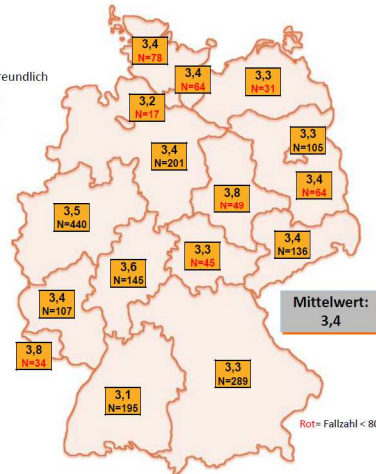 3,4
N=78
reundlich
3,4
N=64
3,3
N=31
3,2
N=17
3,3
N=105
3,4
N=201
3,4
N=64
3,8
N=49
3,5
N=440
3,4
N=136
3,3
N=45
3,6
N=145
3,4
N=107
Mittelwert:
3,4
3,8
N=34
3,3
N=289
3,1
N=195
Rot= Fallzahl < 80